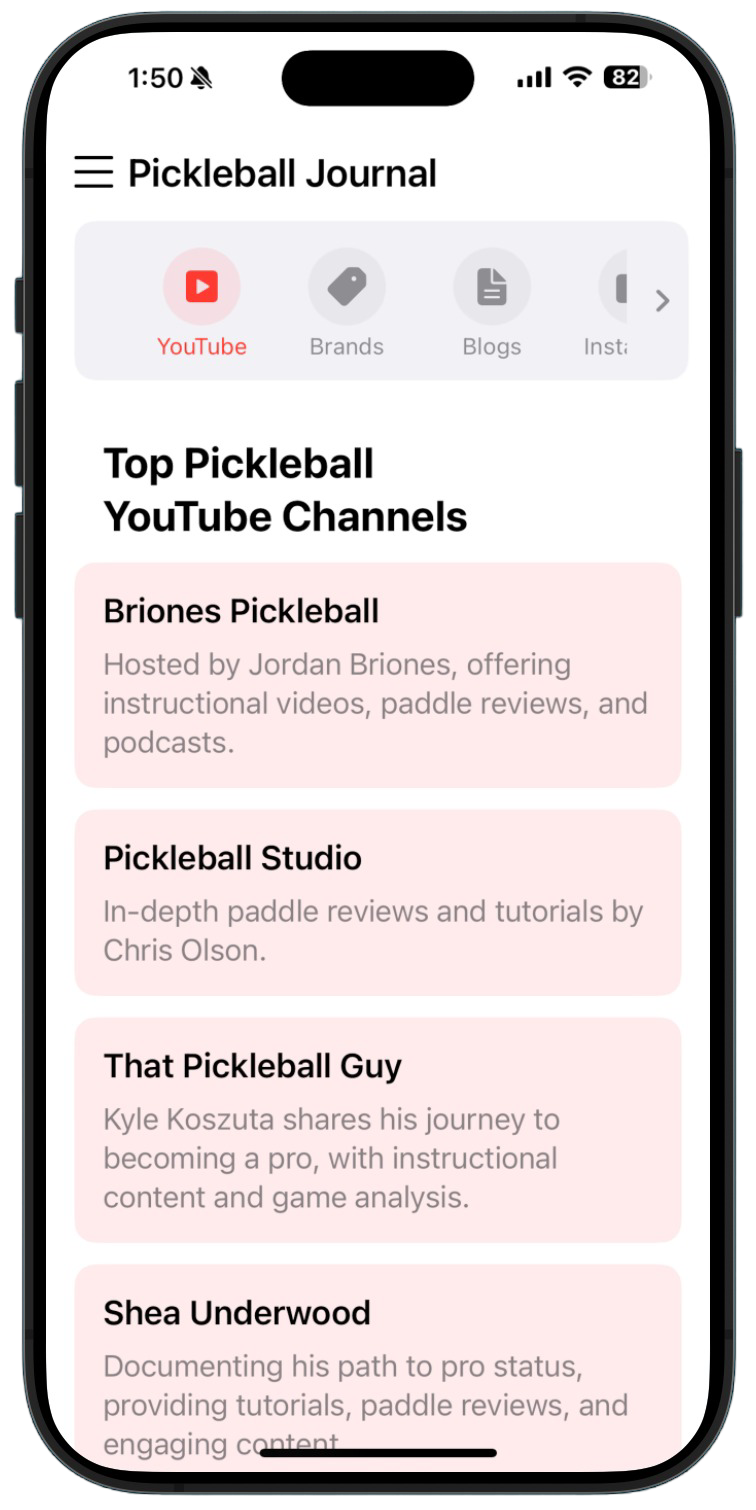 1:50
82
Pickleball Journal
YouTube
Brands
Blogs
Insta
Top Pickleball
YouTube Channels
Briones Pickleball
Hosted by Jordan Briones, offering
instructional videos, paddle reviews, and
podcasts.
Pickleball Studio
In-depth paddle reviews and tutorials by
Chris Olson.
That Pickleball Guy
Kyle Koszuta shares his journey to
becoming a pro, with instructional
content and game analysis.
Shea Underwood
Documenting his path to pro status,
providing tutorials, paddle reviews, and
engaging content